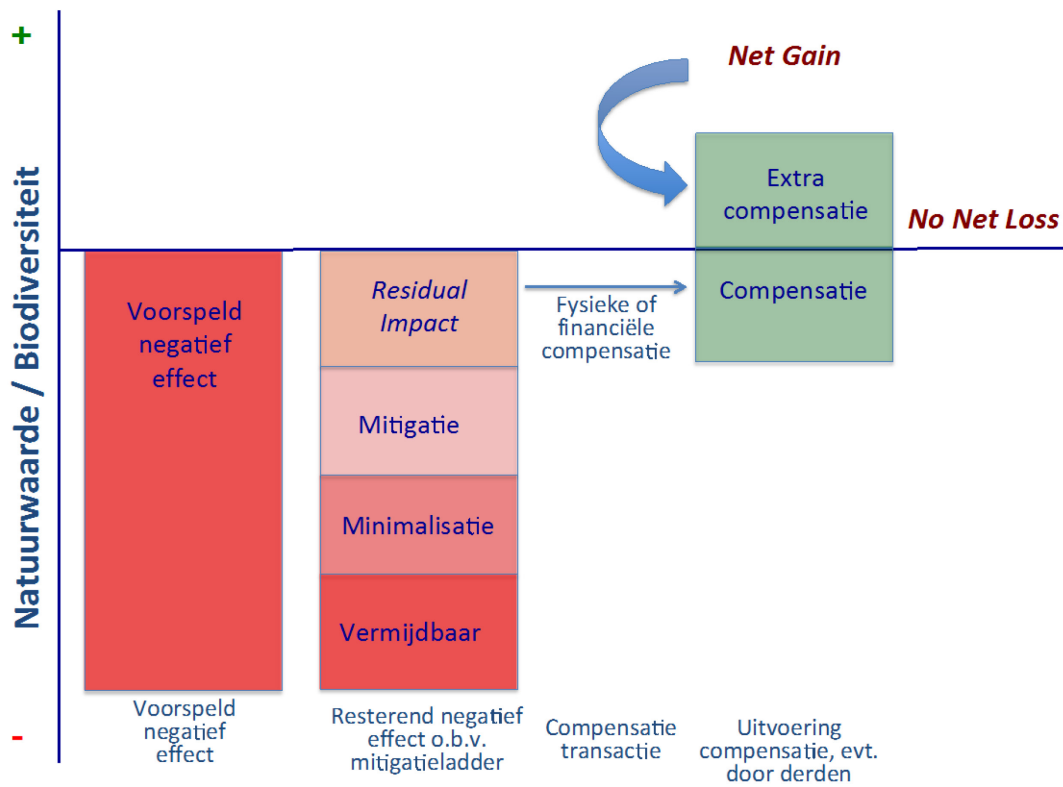 +
Natuurwaarde / Biodiversiteit
-
Net Gain
No Net Loss
Voorspeld
negatief
effect
Residual
Impact
Mitigatie
Minimalisatie
Vermijdbaar
Fysieke of
financiële
compensatie
Extra
compensatie
Compensatie
Voorspeld
negatief
effect
Resterend negatief
effect o.b.v.
mitigatieladder
Compensatie
transactie
Uitvoering
compensatie, evt.
door derden